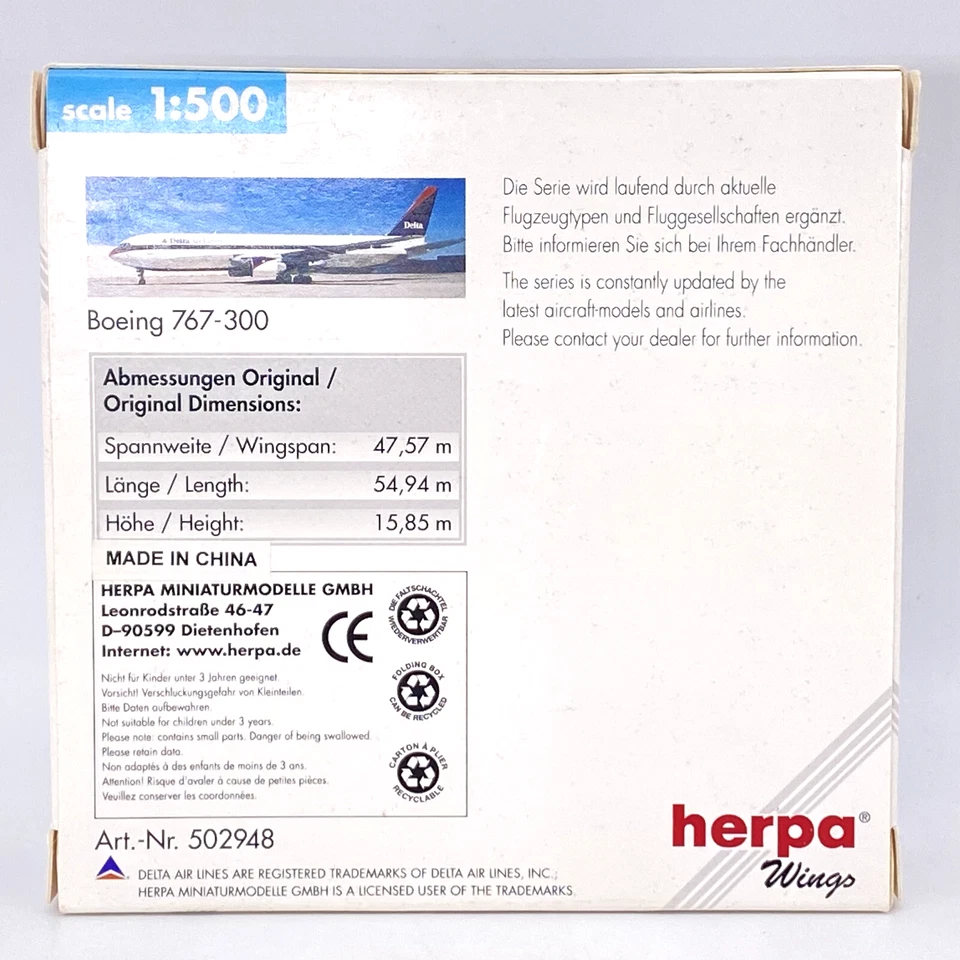 scale 1:500
Delta
Delta
Boeing 767-300
Abmessungen Original /
Original Dimensions:
Spannweite / Wingspan: 47,57 m
Länge / Length: 54,94 m
Höhe / Height: 15,85 m
MADE IN CHINA
HERPA MINIATURMODELLE GMBH
Leonrodstraße 46-47
D–90599 Dietenhofen
Internet: www.herpa.de
CE
DIE FALTSCHACHTEL WIEDERVERWERTBAR
FOLDING BOX CAN BE RECYCLED
CARTON À PLIER RECYCLABLE
Nicht für Kinder unter 3 Jahren geeignet.
Vorsicht! Verschluckungsgefahr von Kleinteilen.
Bitte Daten aufbewahren.
Not suitable for children under 3 years.
Please note: contains small parts. Danger of being swallowed.
Please retain data.
Non adaptés à des enfants de moins de 3 ans.
Attention! Risque d'avaler à cause de petites pièces.
Veuillez conserver les coordonnées.
Art.-Nr. 502948
DELTA AIR LINES ARE REGISTERED TRADEMARKS OF DELTA AIR LINES, INC.;
HERPA MINIATURMODELLE GMBH IS A LICENSED USER OF THE TRADEMARKS.
Die Serie wird laufend durch aktuelle
Flugzeugtypen und Fluggesellschaften ergänzt.
Bitte informieren Sie sich bei Ihrem Fachhändler.
The series is constantly updated by the
latest aircraft-models and airlines.
Please contact your dealer for further information.
herpa®
Wings